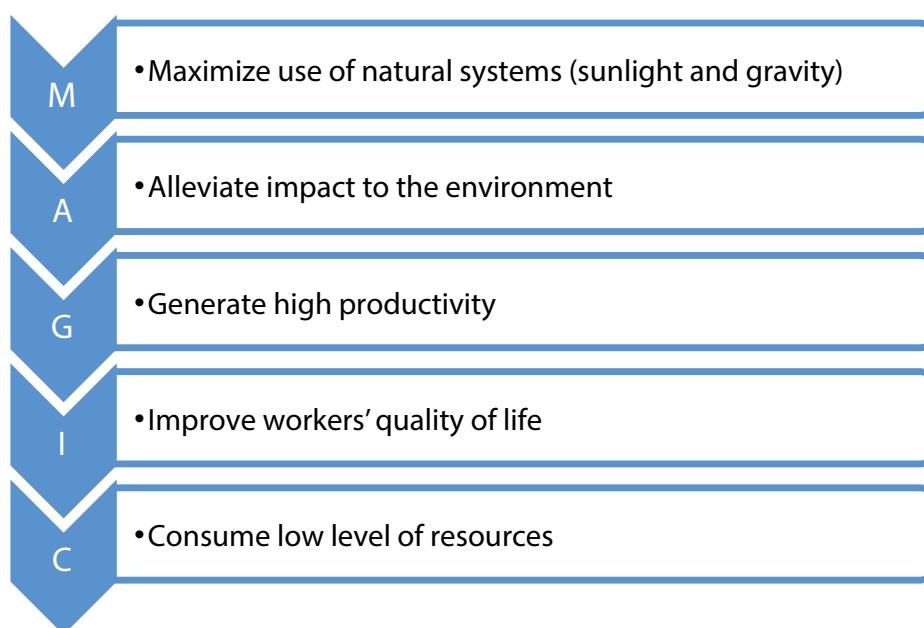 M
•Maximize use of natural systems (sunlight and gravity)
A
•Alleviate impact to the environment
G
•Generate high productivity
I
•Improve workers’ quality of life
C
•Consume low level of resources